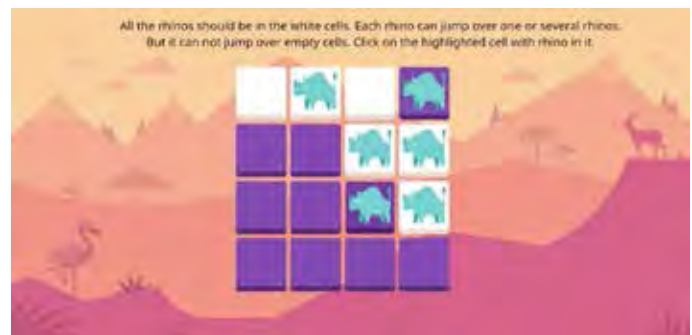 All the rhinos should be in the white cells. Each rhino can jump over one or several rhinos.
But it can not jump over empty cells. Click on the highlighted cell with rhino in it